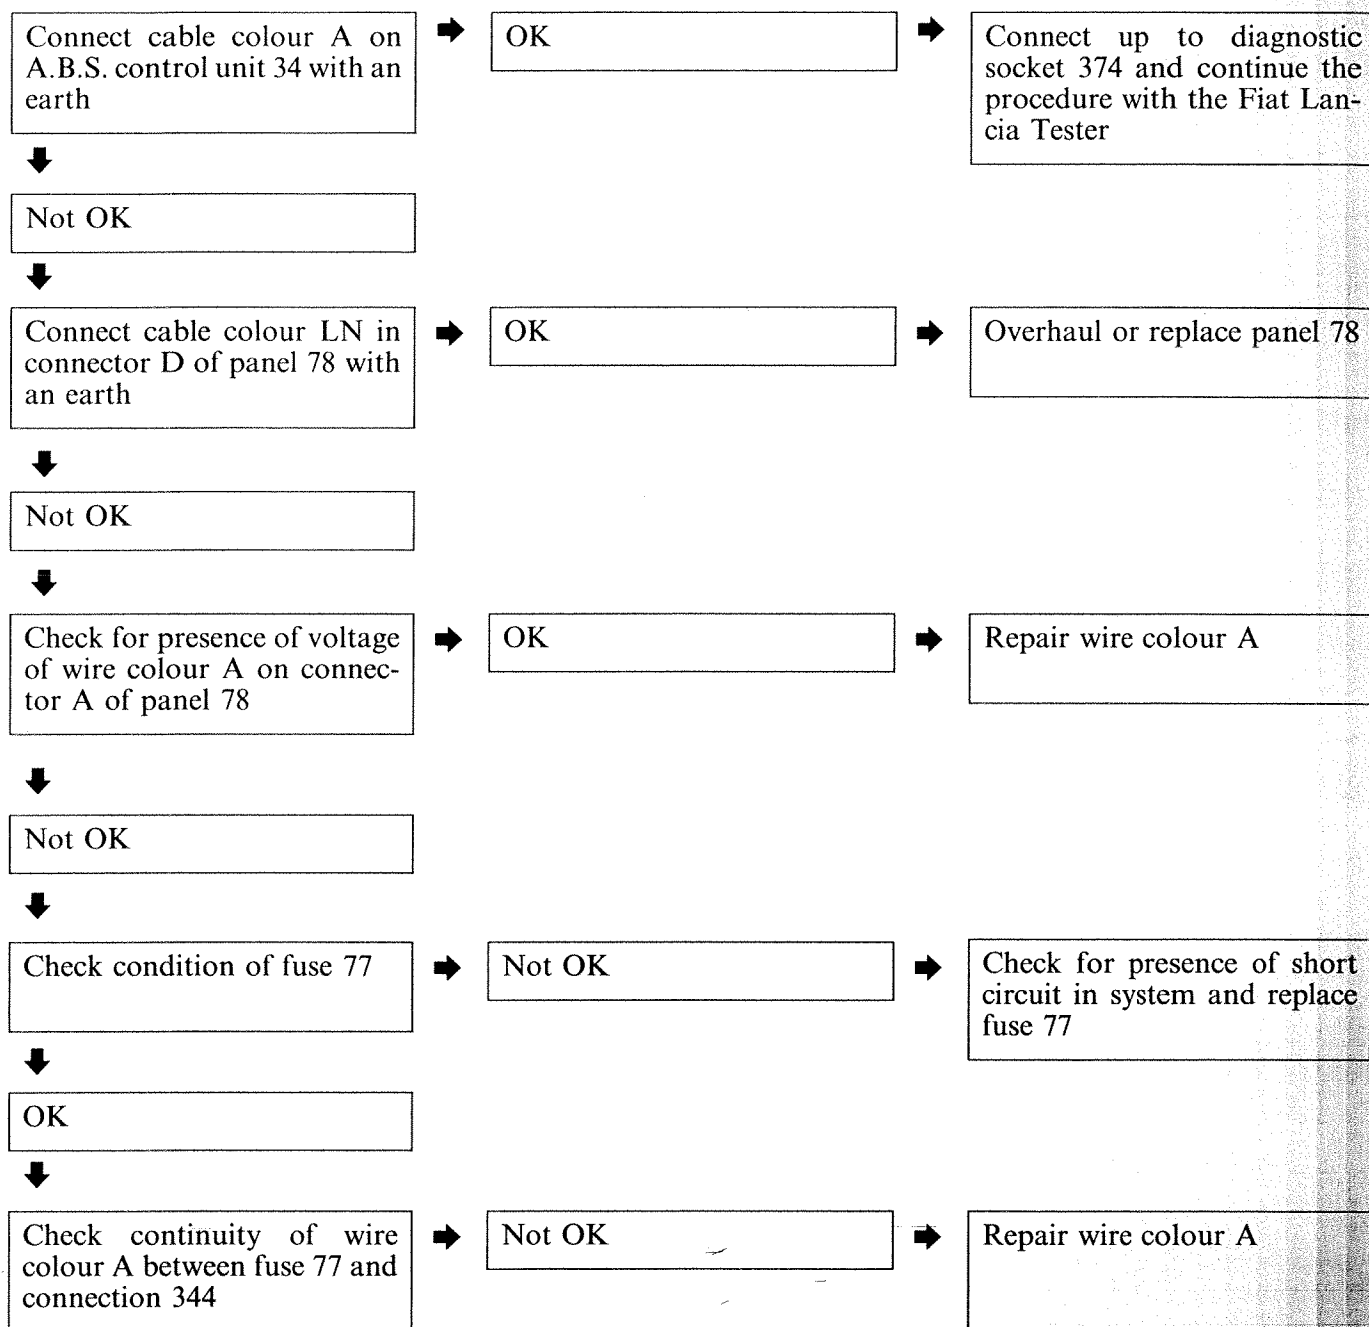 Connect cable colour A on
A.B.S. control unit 34 with an
earth
OK
Connect up to diagnostic
socket 374 and continue the
procedure with the Fiat Lan-
cia Tester
Not OK
Connect cable colour LN in
connector D of panel 78 with
an earth
OK
Overhaul or replace panel 78
Not OK
Check for presence of voltage
of wire colour A on connec-
tor A of panel 78
OK
Repair wire colour A
Not OK
Check condition of fuse 77
Not OK
Check for presence of short
circuit in system and replace
fuse 77
OK
Check continuity of wire
colour A between fuse 77 and
connection 344
Not OK
Repair wire colour A